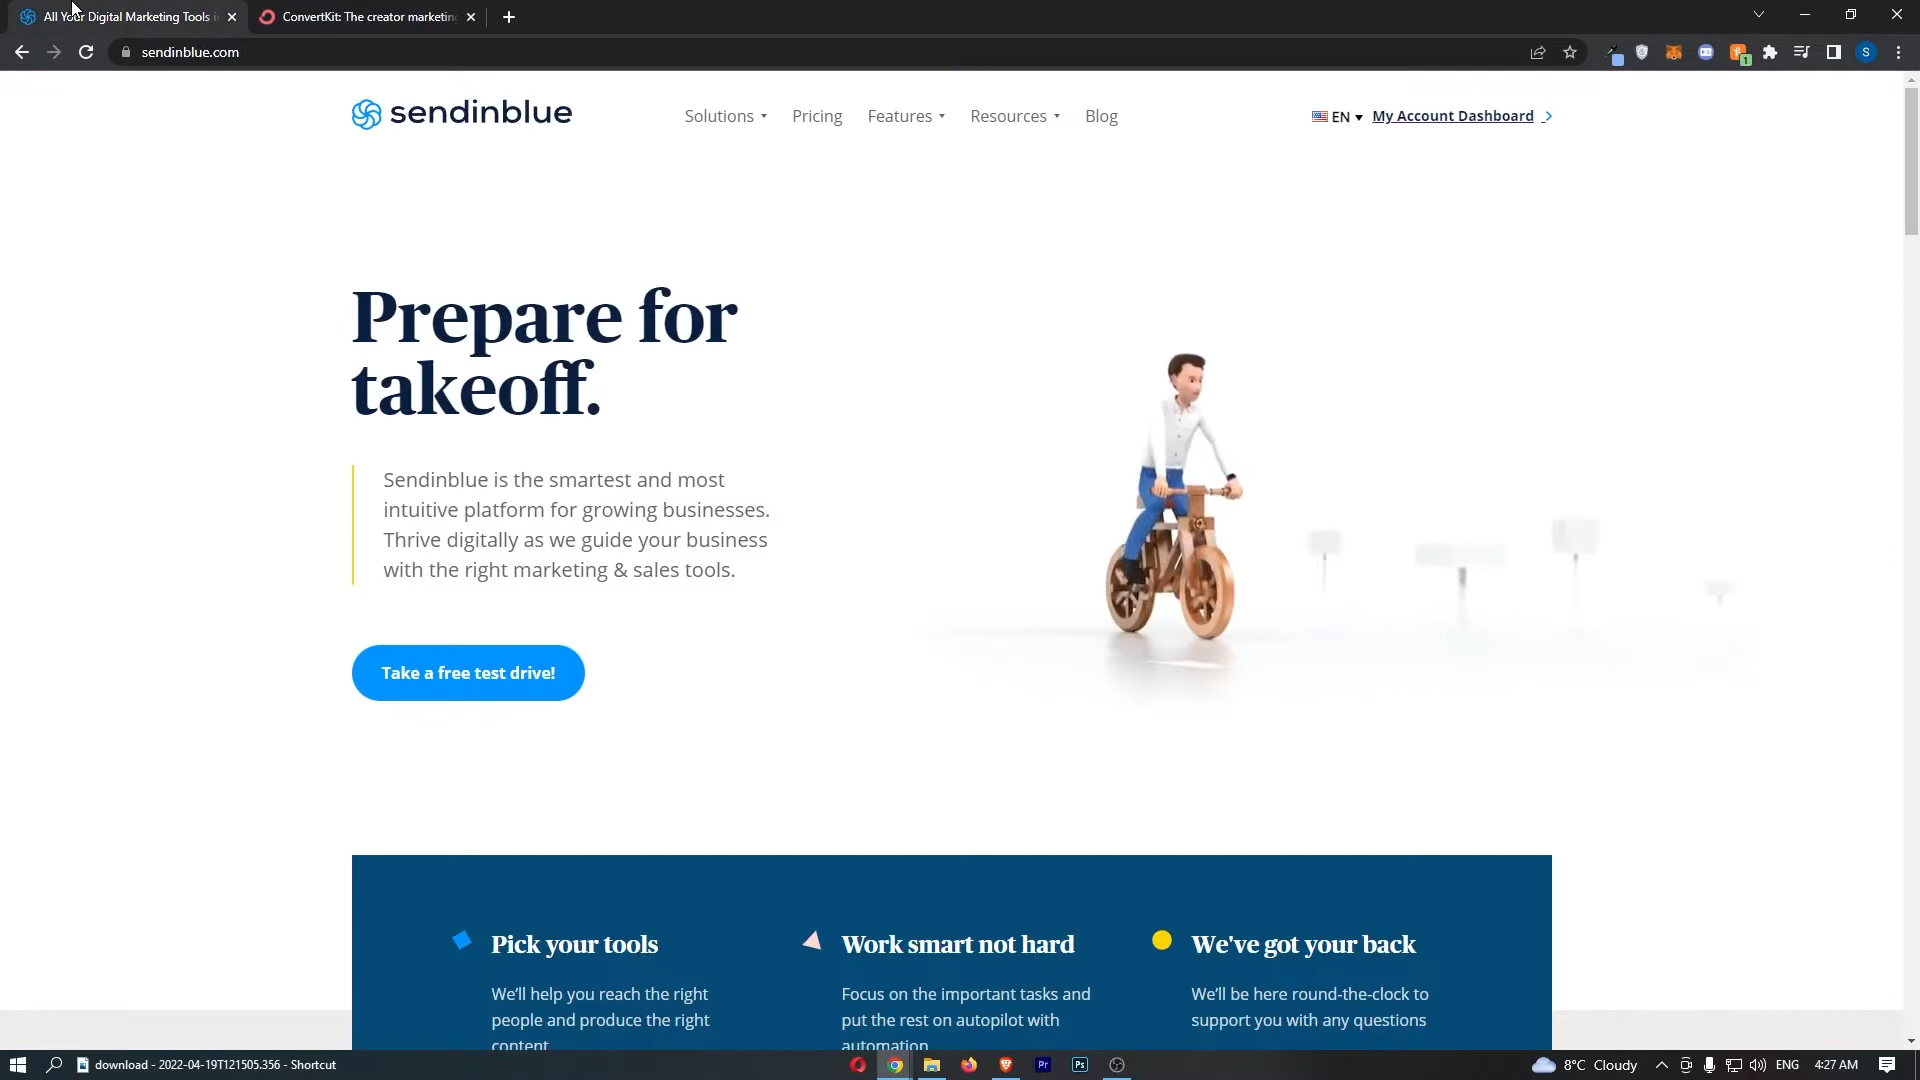 All Your Digital Marketing Tools i
ConvertKit: The creator marketing
sendinblue.com
S
1
sendinblue
Solutions
Pricing
Features
Resources
Blog
EN
My Account Dashboard
Prepare for
takeoff.
Sendinblue is the smartest and most
intuitive platform for growing businesses.
Thrive digitally as we guide your business
with the right marketing & sales tools.
Take a free test drive!
Pick your tools
We'll help you reach the right
people and produce the right
content
Work smart not hard
Focus on the important tasks and
put the rest on autopilot with
automation
We've got your back
We'll be here round-the-clock to
support you with any questions
download - 2022-04-19T121505.356 - Shortcut
Pr
Ps
8°C Cloudy
ENG
4:27 AM